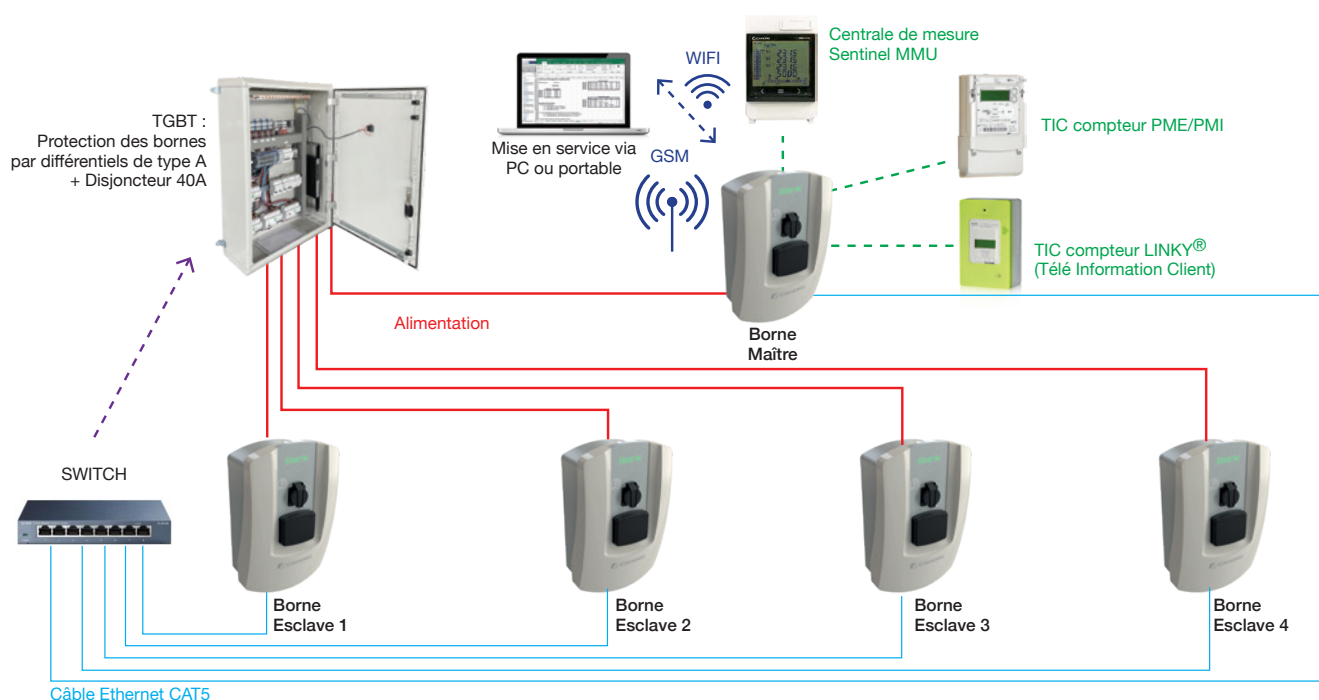 Centrale de mesure
Sentinel MMU
WIFI
TGBT :
Protection des bornes
par différentiels de type A
+ Disjoncteur 40A
TIC compteur PME/PMI
Mise en service via
PC ou portable
GSM
TIC compteur LINKY®
(Télé Information Client)
Alimentation
Borne
Maître
SWITCH
Borne
Esclave 1
Borne
Esclave 2
Borne
Esclave 3
Borne
Esclave 4
Câble Ethernet CAT5